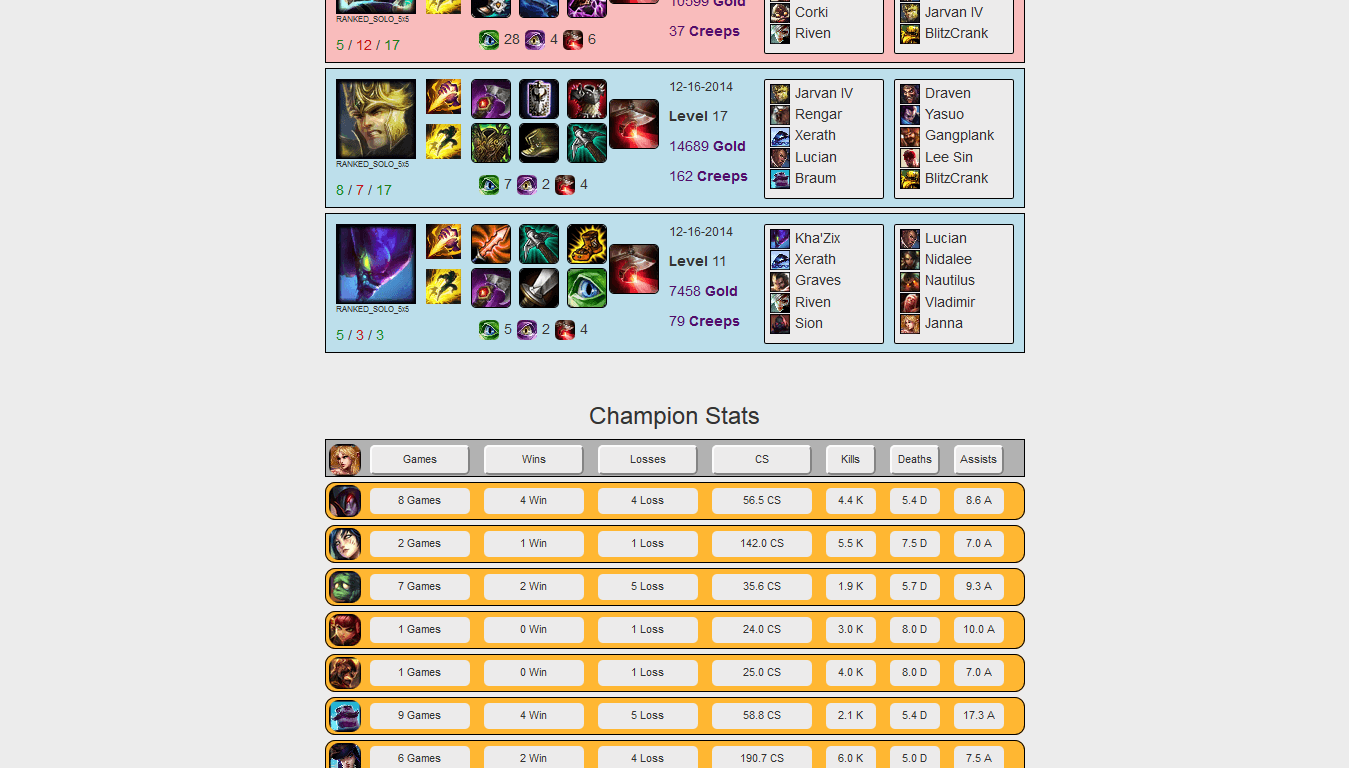 10599 Gold
Corki
Jarvan IV
RANKED_SOLO_5x5
37 Creeps
Riven
BlitzCrank
5 / 12 / 17
28 4 6
12-16-2014
Jarvan IV
Draven
Level 17
Rengar
Yasuo
14689 Gold
Xerath
Gangplank
RANKED_SOLO_5x5
Lucian
Lee Sin
162 Creeps
Braum
BlitzCrank
8 / 7 / 17
7 2 4
12-16-2014
Kha'Zix
Lucian
Level 11
Xerath
Nidalee
7458 Gold
Graves
Nautilus
RANKED_SOLO_5x5
Riven
Vladimir
79 Creeps
Sion
Janna
5 / 3 / 3
5 2 4
Champion Stats
Games Wins Losses CS Kills Deaths Assists
8 Games 4 Win 4 Loss 56.5 CS 4.4 K 5.4 D 8.6 A
2 Games 1 Win 1 Loss 142.0 CS 5.5 K 7.5 D 7.0 A
7 Games 2 Win 5 Loss 35.6 CS 1.9 K 5.7 D 9.3 A
1 Games 0 Win 1 Loss 24.0 CS 3.0 K 8.0 D 10.0 A
1 Games 0 Win 1 Loss 25.0 CS 4.0 K 8.0 D 7.0 A
9 Games 4 Win 5 Loss 58.8 CS 2.1 K 5.4 D 17.3 A
6 Games 2 Win 4 Loss 190.7 CS 6.0 K 5.0 D 7.5 A